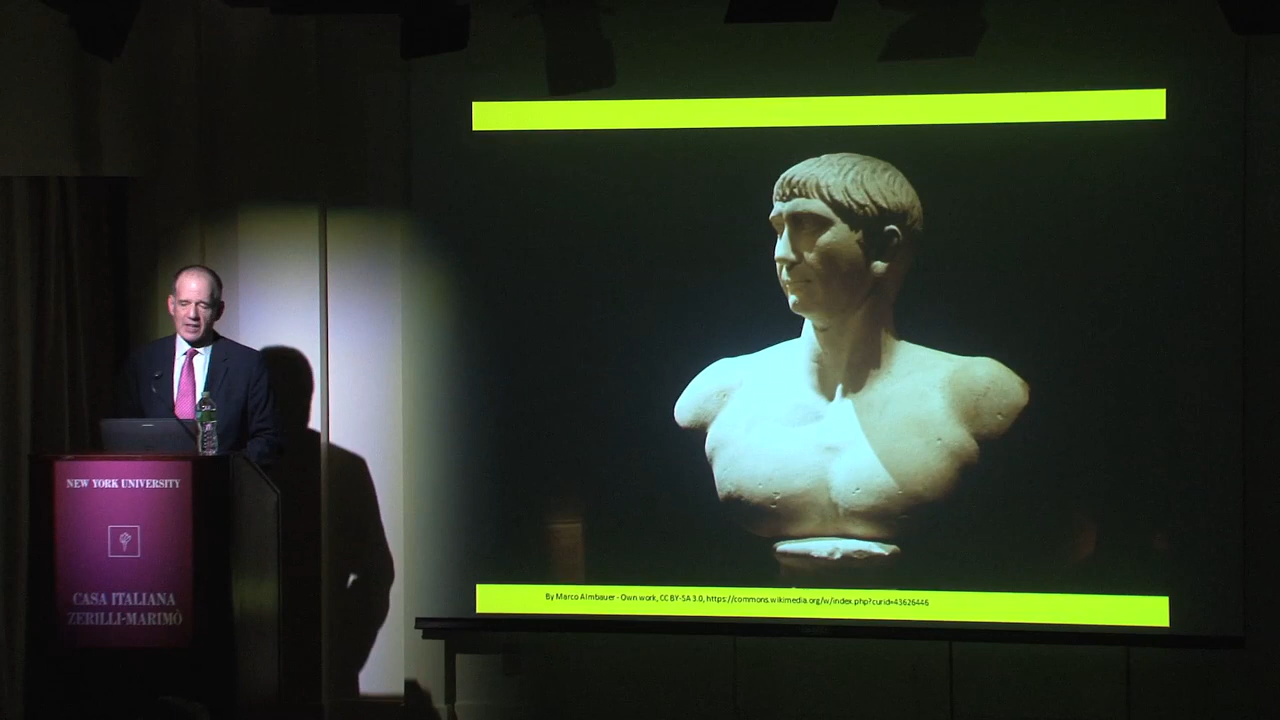 NEW YORK UNIVERSITY
CASA ITALIANA
ZERILLI-MARIMÒ
By Marco Almbauer - Own work, CC BY-SA 3.0, https://commons.wikimedia.org/w/index.php?curid=43626446